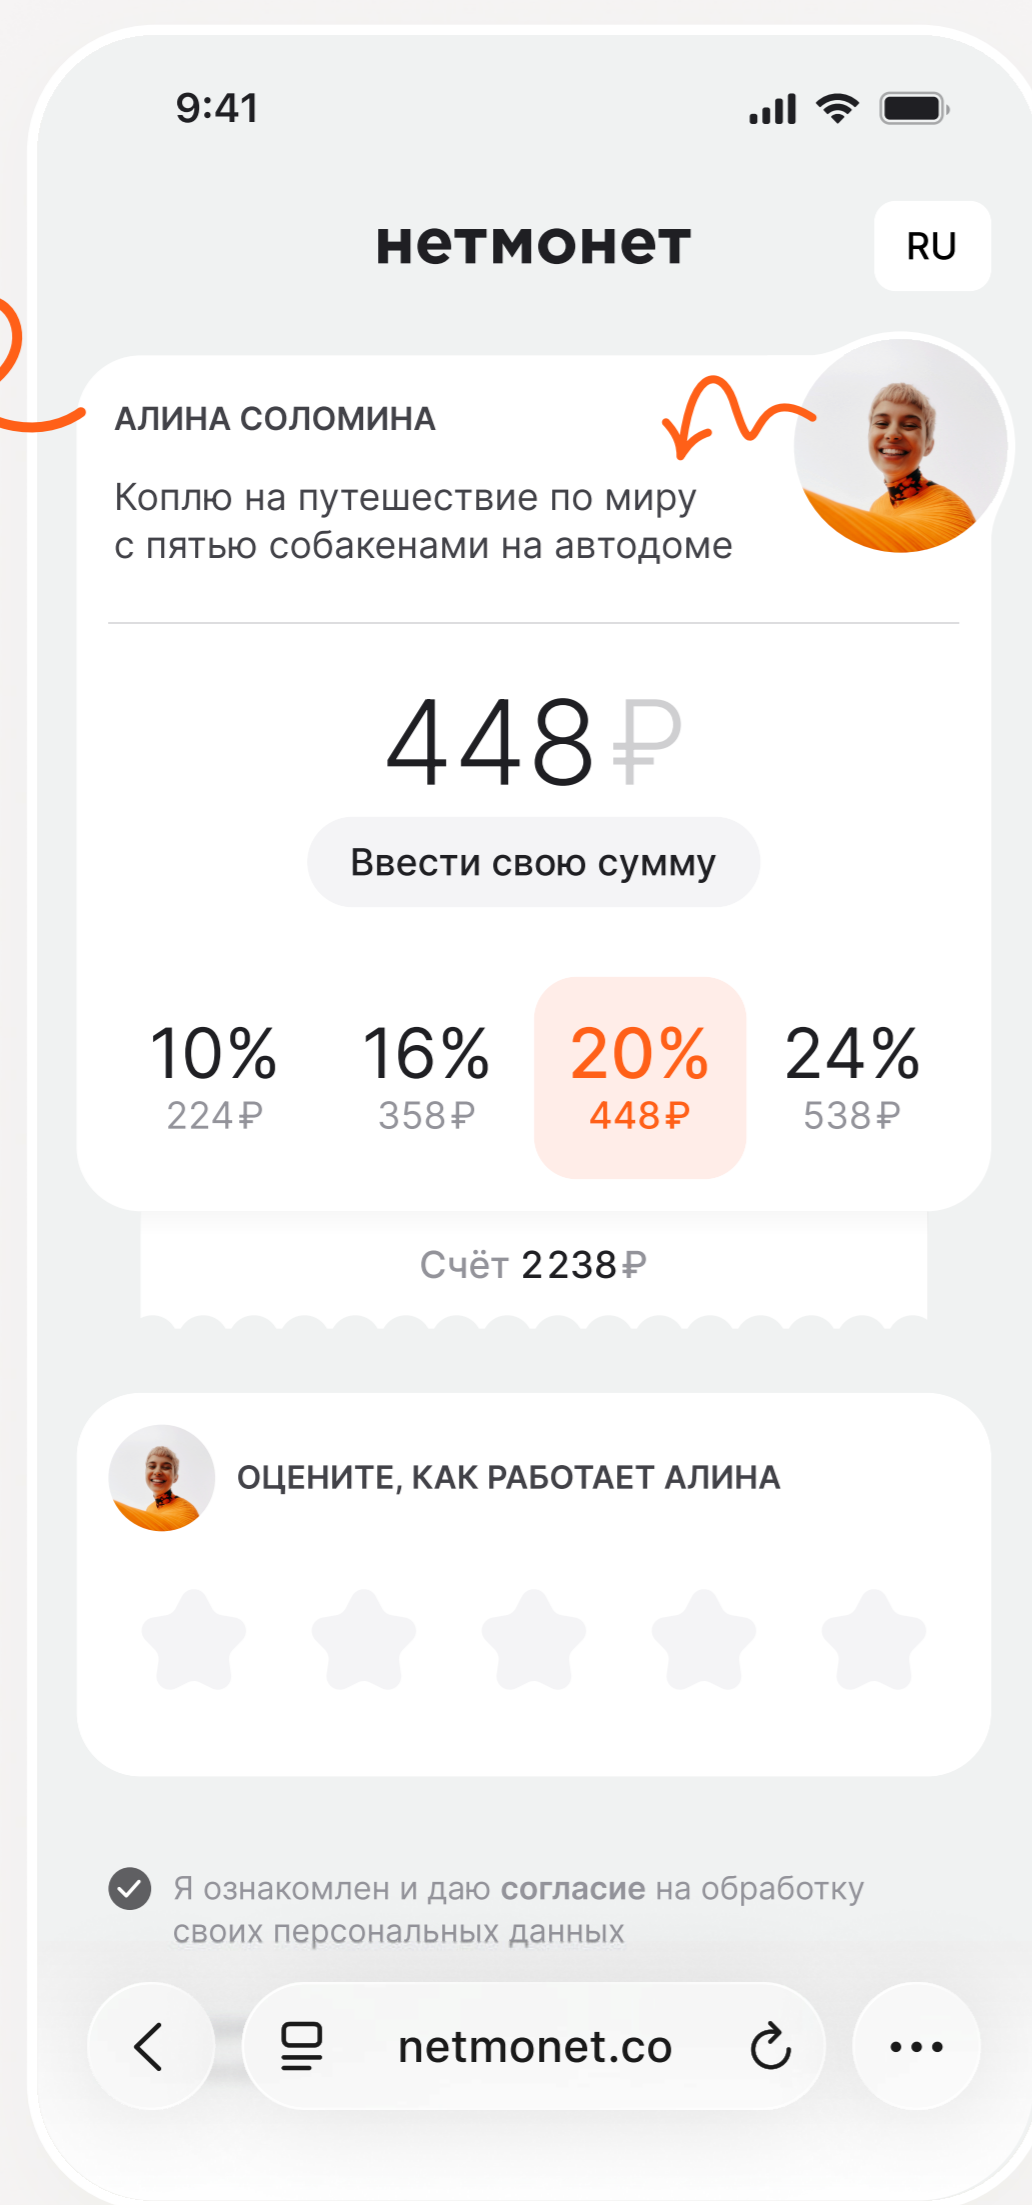 9:41
нетмонет
RU
АЛИНА СОЛОМИНА
Коплю на путешествие по миру
с пятью собакенами на автодоме
448 ₽
Ввести свою сумму
10% 16% 20% 24%
224 ₽ 358 ₽ 448 ₽ 538 ₽
Счёт 2 238 ₽
ОЦЕНИТЕ, КАК РАБОТАЕТ АЛИНА
Я ознакомлен и даю согласие на обработку
своих персональных данных
netmonet.co